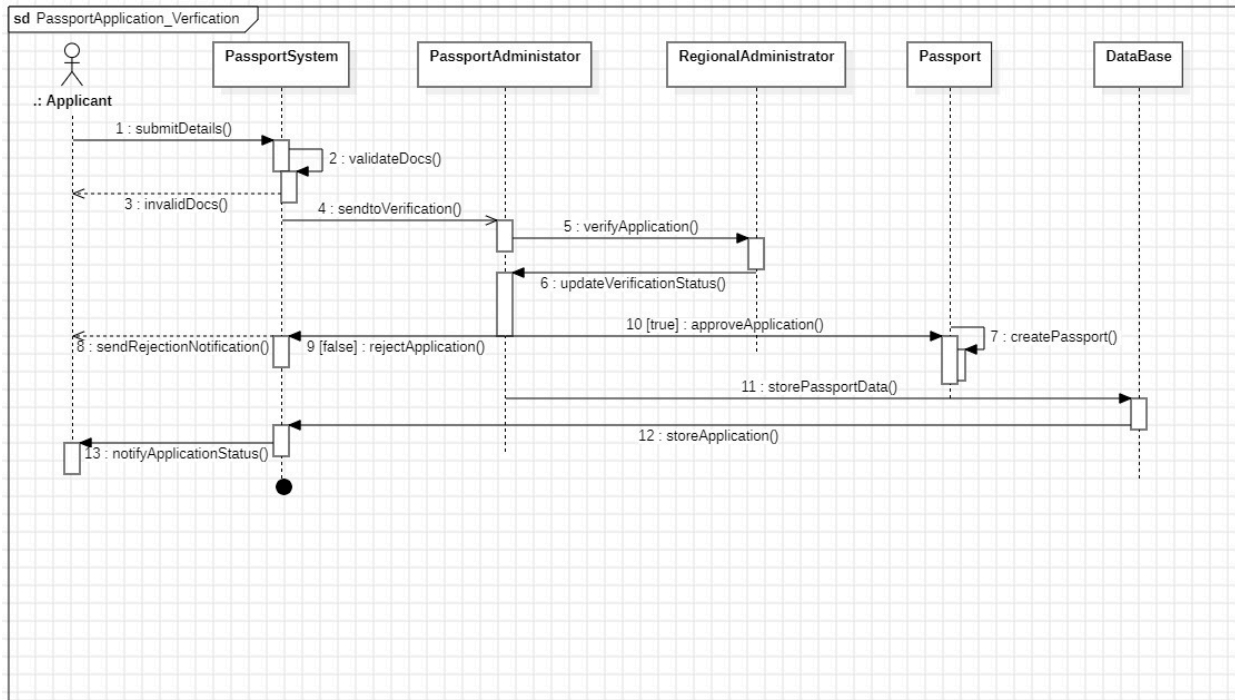 sd PassportApplication_Verfication
PassportSystem
PassportAdministator
RegionalAdministrator
Passport
DataBase
.: Applicant
1 : submitDetails()
2 : validateDocs()
3 : invalidDocs()
4 : sendtoVerification()
5 : verifyApplication()
6 : updateVerificationStatus()
10 [true] : approveApplication()
7 : createPassport()
8 : sendRejectionNotification()
9 [false] : rejectApplication()
11 : storePassportData()
12 : storeApplication()
13 : notifyApplicationStatus()